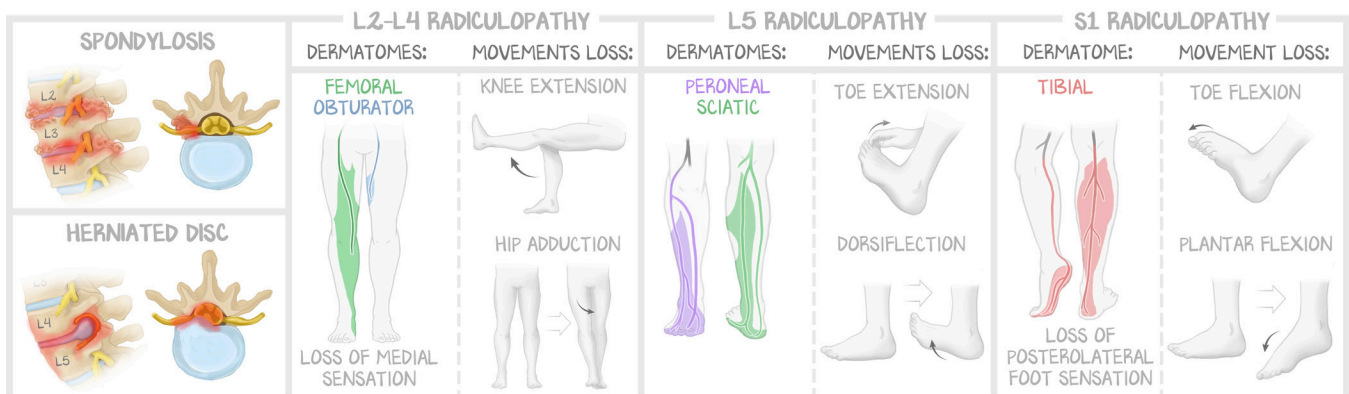 SPONDYLOSIS
L2
L3
L4
HERNIATED DISC
L3
L4
L5
L2-L4 RADICULOPATHY
DERMATOMES:
MOVEMENTS LOSS:
FEMORAL
OBTURATOR
LOSS OF MEDIAL
SENSATION
KNEE EXTENSION
HIP ADDUCTION
L5 RADICULOPATHY
DERMATOMES:
MOVEMENTS LOSS:
PERONEAL
SCIATIC
TOE EXTENSION
DORSIFLECTION
S1 RADICULOPATHY
DERMATOME:
MOVEMENT LOSS:
TIBIAL
LOSS OF
POSTEROLATERAL
FOOT SENSATION
TOE FLEXION
PLANTAR FLEXION